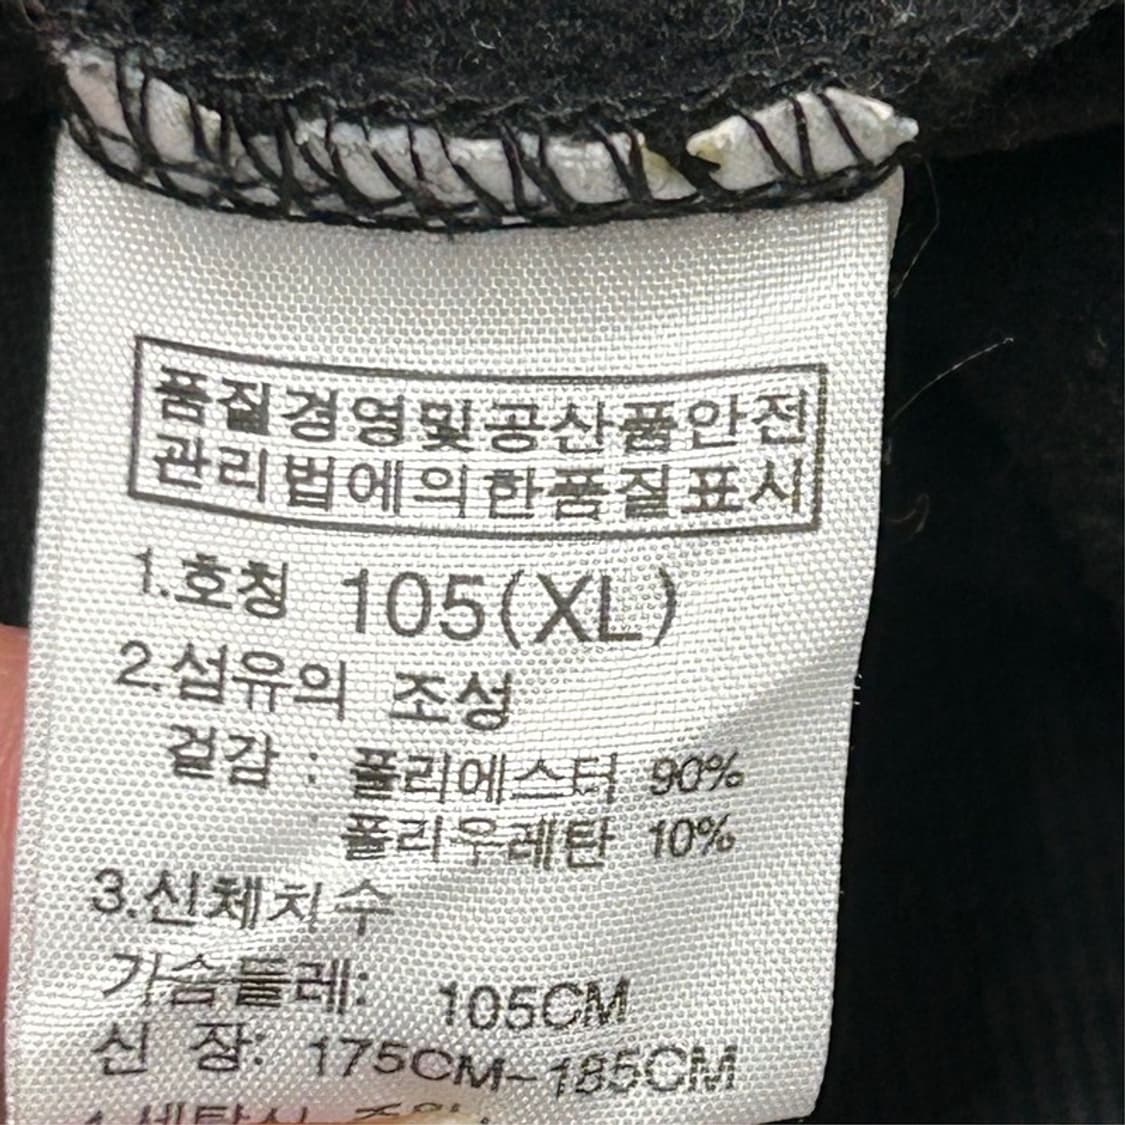 품질경영및공산품안전
관리법에의한품질표시
1.호칭 105(XL)
2.섬유의 조성
겉감 : 폴리에스터 90%
폴리우레탄 10%
3.신체치수
가슴둘레: 105CM
신 장: 175CM~185CM